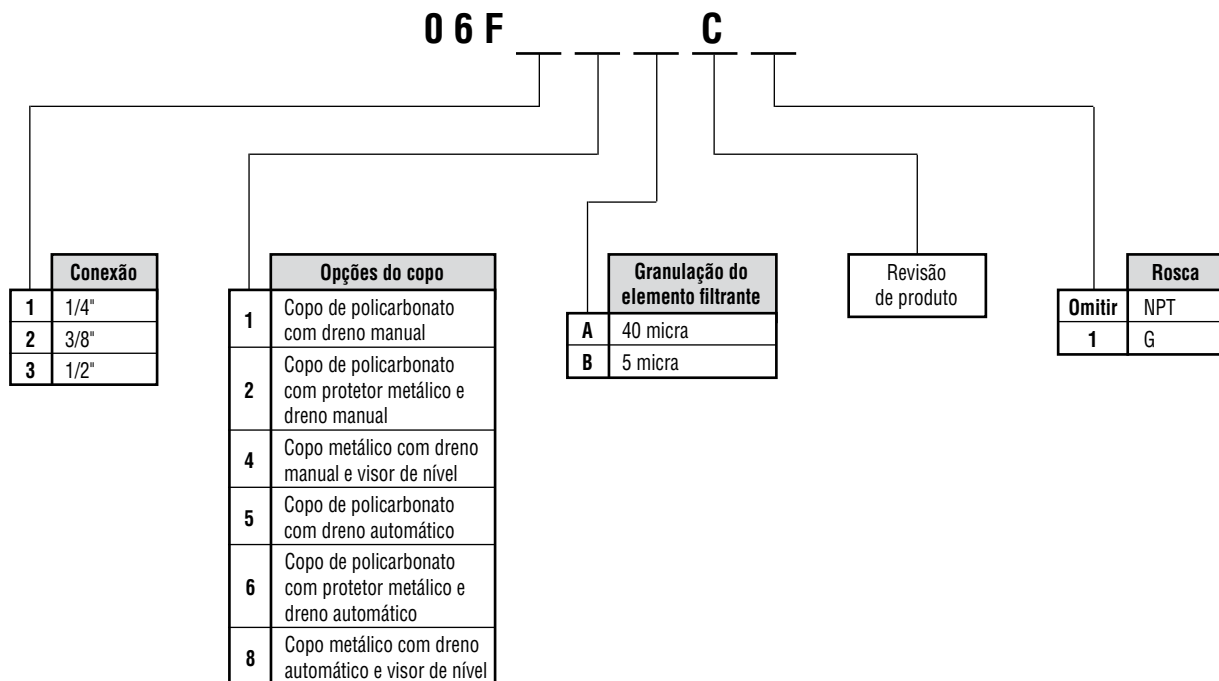 06F C
Conexão
1 1/4"
2 3/8"
3 1/2"
Opções do copo
1 Copo de policarbonato
com dreno manual
2 Copo de policarbonato
com protetor metálico e
dreno manual
4 Copo metálico com dreno
manual e visor de nível
5 Copo de policarbonato
com dreno automático
6 Copo de policarbonato
com protetor metálico e
dreno automático
8 Copo metálico com dreno
automático e visor de nível
Granulação do
elemento filtrante
A 40 micra
B 5 micra
Revisão
de produto
Rosca
Omitir NPT
1 G